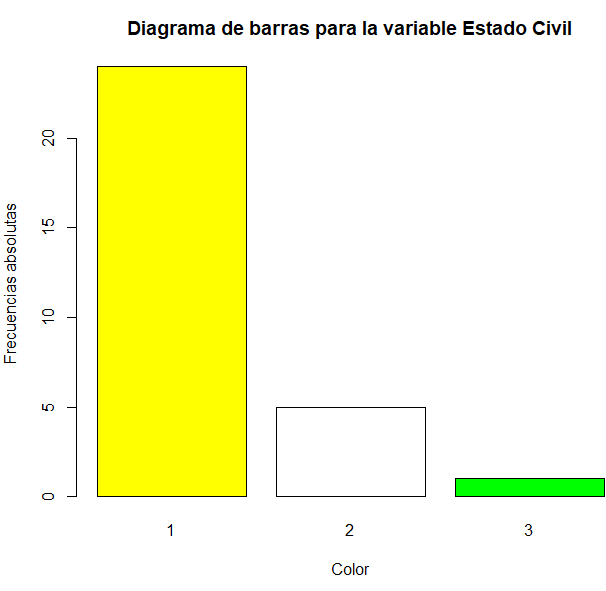 Diagrama de barras para la variable Estado Civil
Frecuencias absolutas
20
15
10
5
0
1 2 3
Color